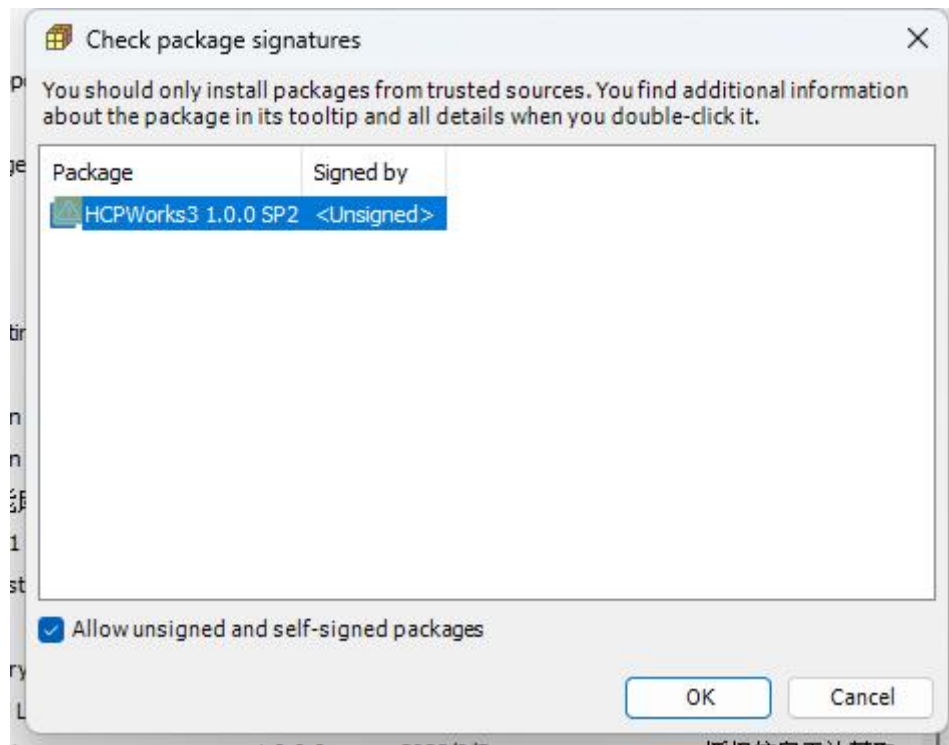 Check package signatures
You should only install packages from trusted sources. You find additional information
about the package in its tooltip and all details when you double-click it.
Package Signed by
HCPWorks3 1.0.0 SP2 <Unsigned>
Allow unsigned and self-signed packages
OK Cancel